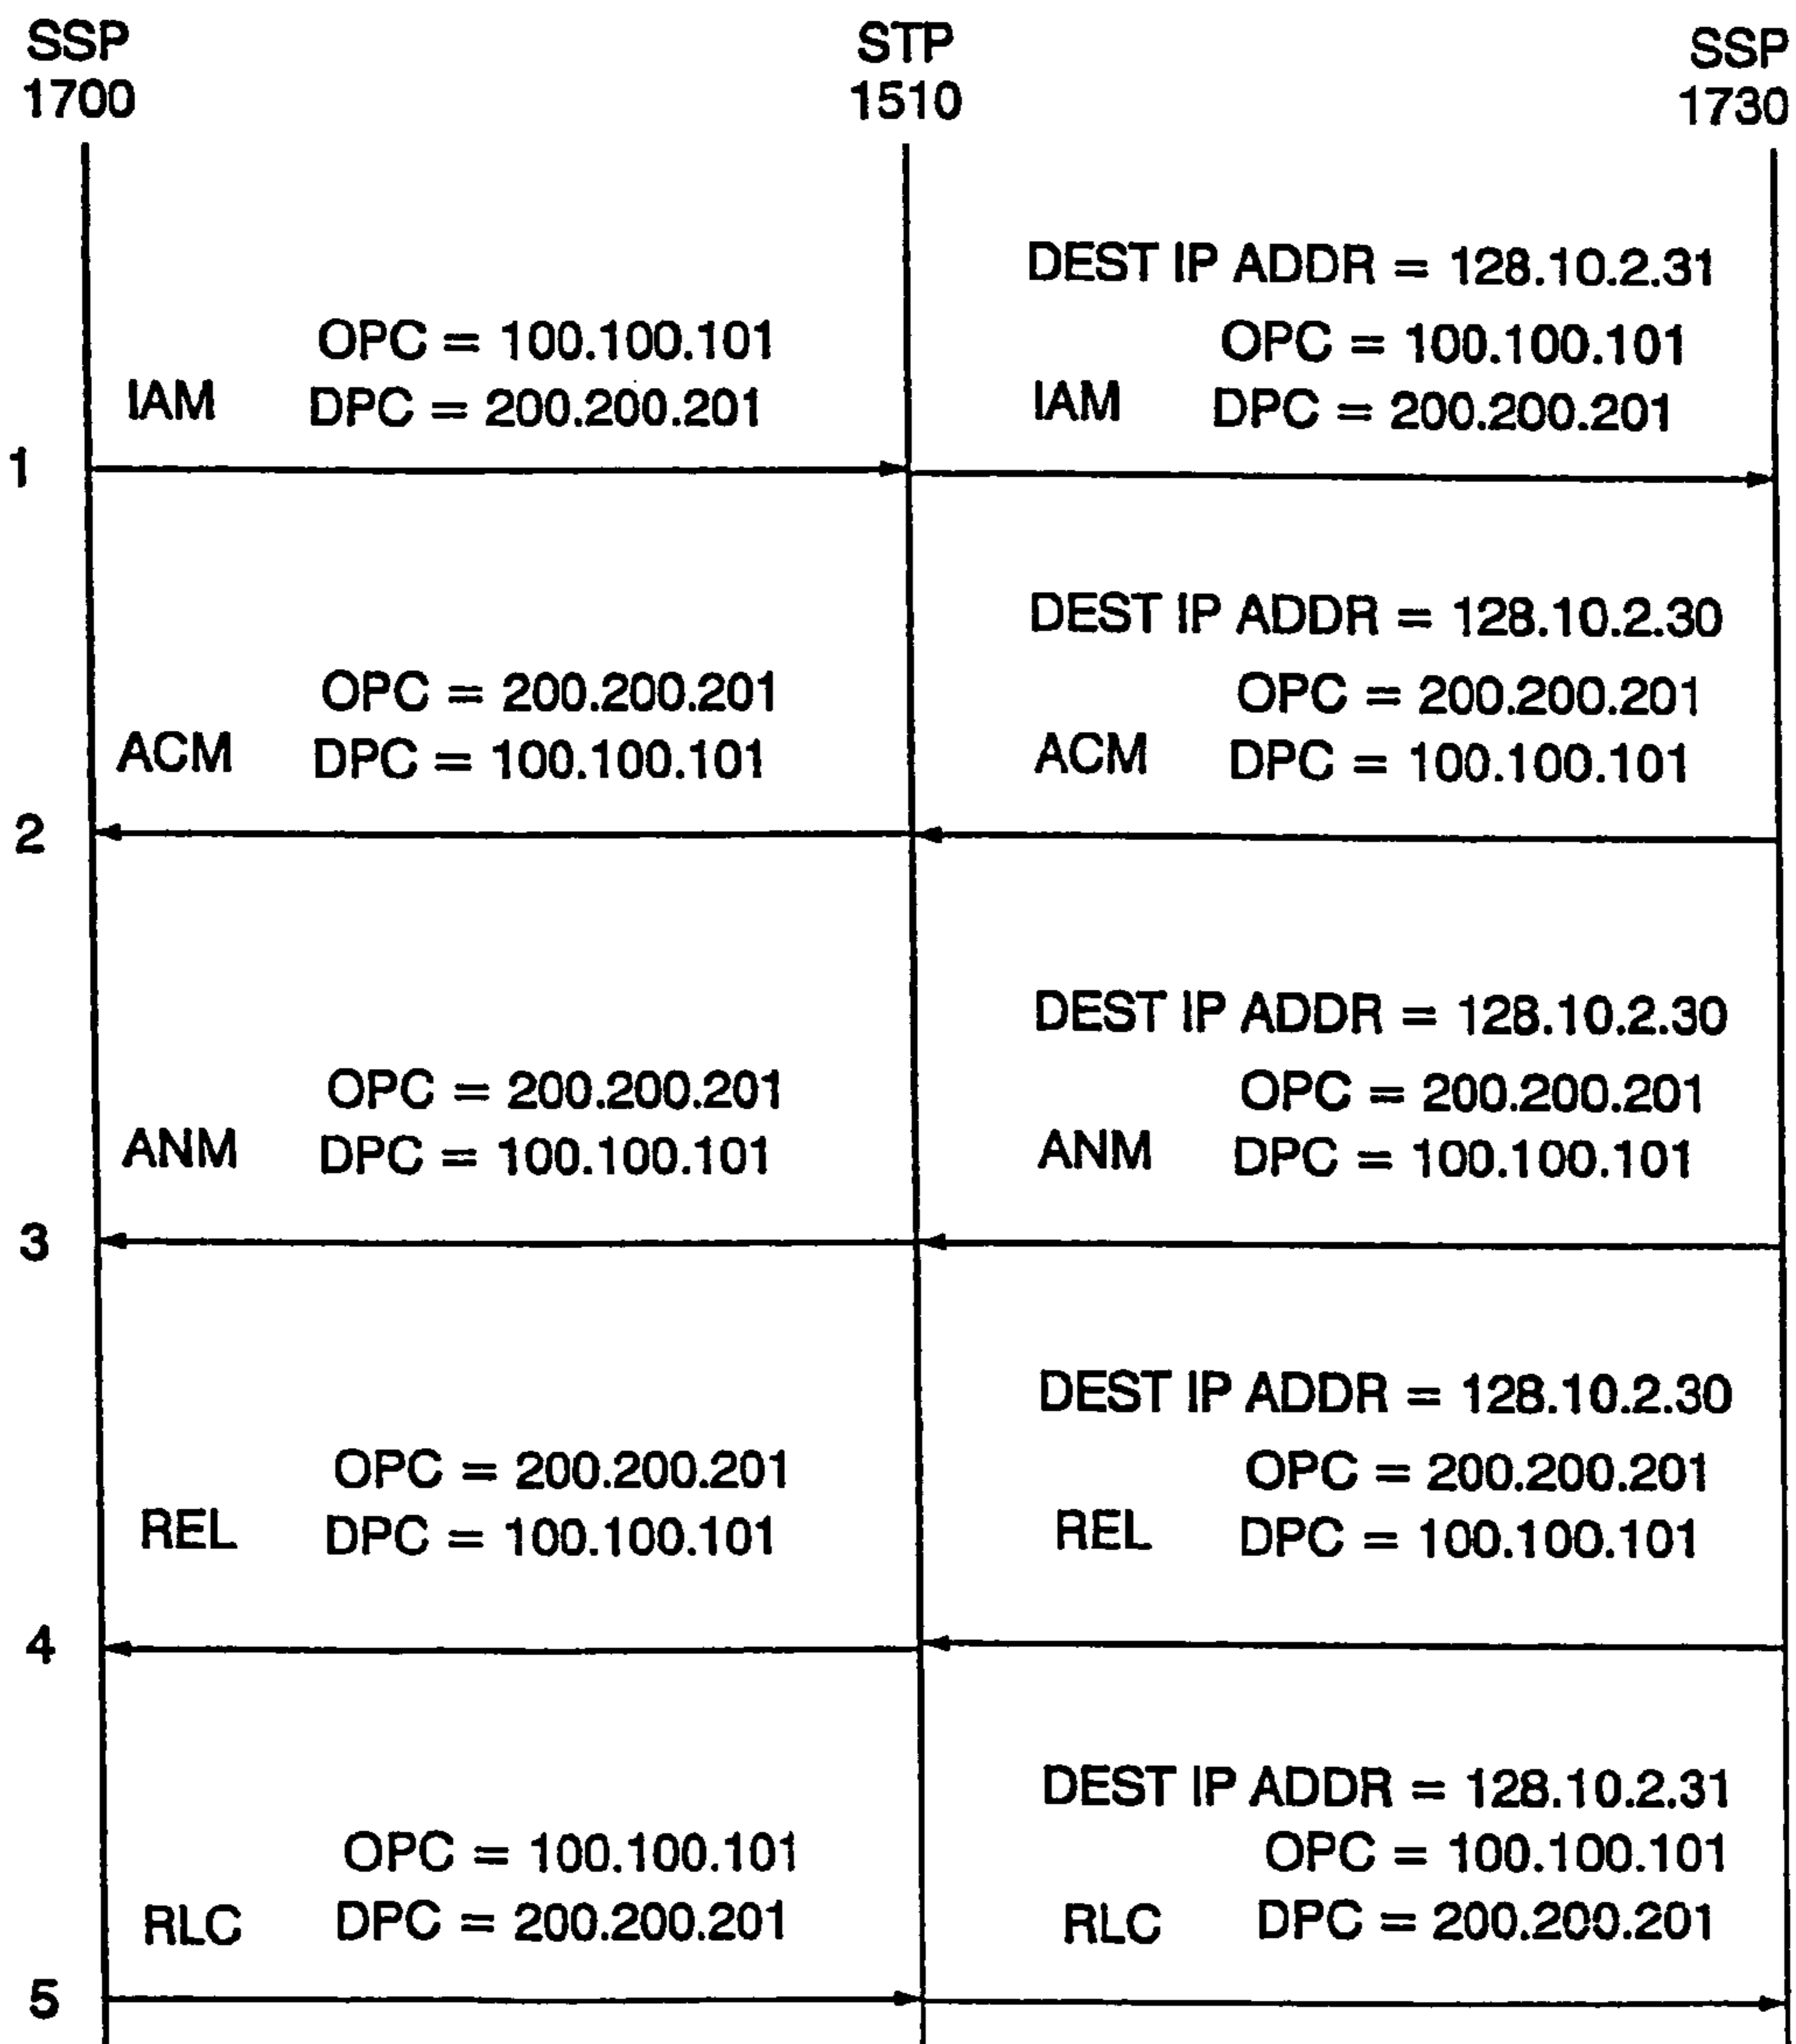 SSP
1700
STP
1510
SSP
1730
OPC = 100.100.101
IAM DPC = 200.200.201
DEST IP ADDR = 128.10.2.31
OPC = 100.100.101
IAM DPC = 200.200.201
1
OPC = 200.200.201
ACM DPC = 100.100.101
DEST IP ADDR = 128.10.2.30
OPC = 200.200.201
ACM DPC = 100.100.101
2
OPC = 200.200.201
ANM DPC = 100.100.101
DEST IP ADDR = 128.10.2.30
OPC = 200.200.201
ANM DPC = 100.100.101
3
OPC = 200.200.201
REL DPC = 100.100.101
DEST IP ADDR = 128.10.2.30
OPC = 200.200.201
REL DPC = 100.100.101
4
OPC = 100.100.101
RLC DPC = 200.200.201
DEST IP ADDR = 128.10.2.31
OPC = 100.100.101
RLC DPC = 200.200.201
5